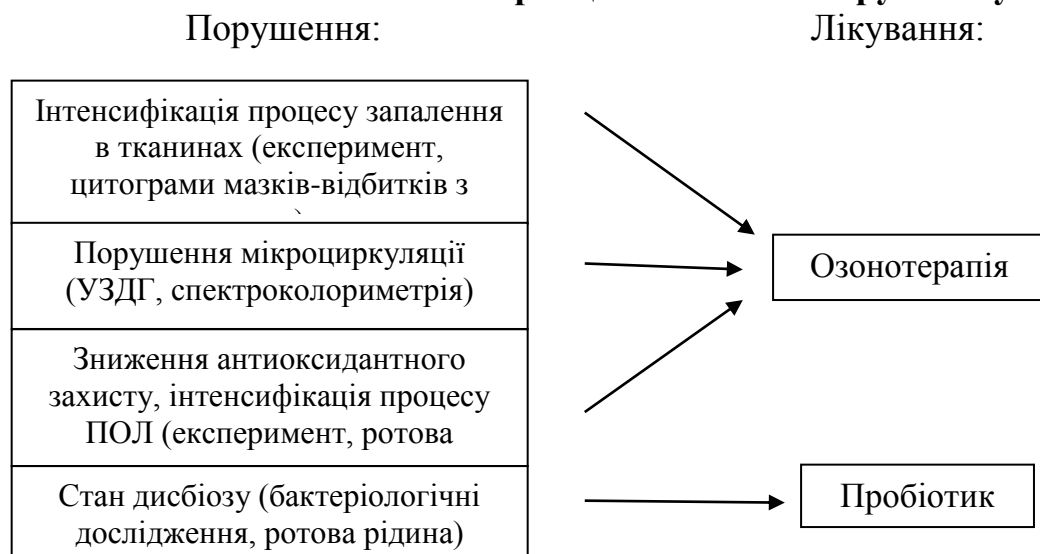 Порушення:
Лікування:
Інтенсифікація процесу запалення
в тканинах (експеримент,
цитограми мазків-відбитків з
Порушення мікроциркуляції
(УЗДГ, спектроколориметрія)
Зниження антиоксидантного
захисту, інтенсифікація процесу
ПОЛ (експеримент, ротова
Стан дисбіозу (бактеріологічні
дослідження, ротова рідина)
Озонотерапія
Пробіотик